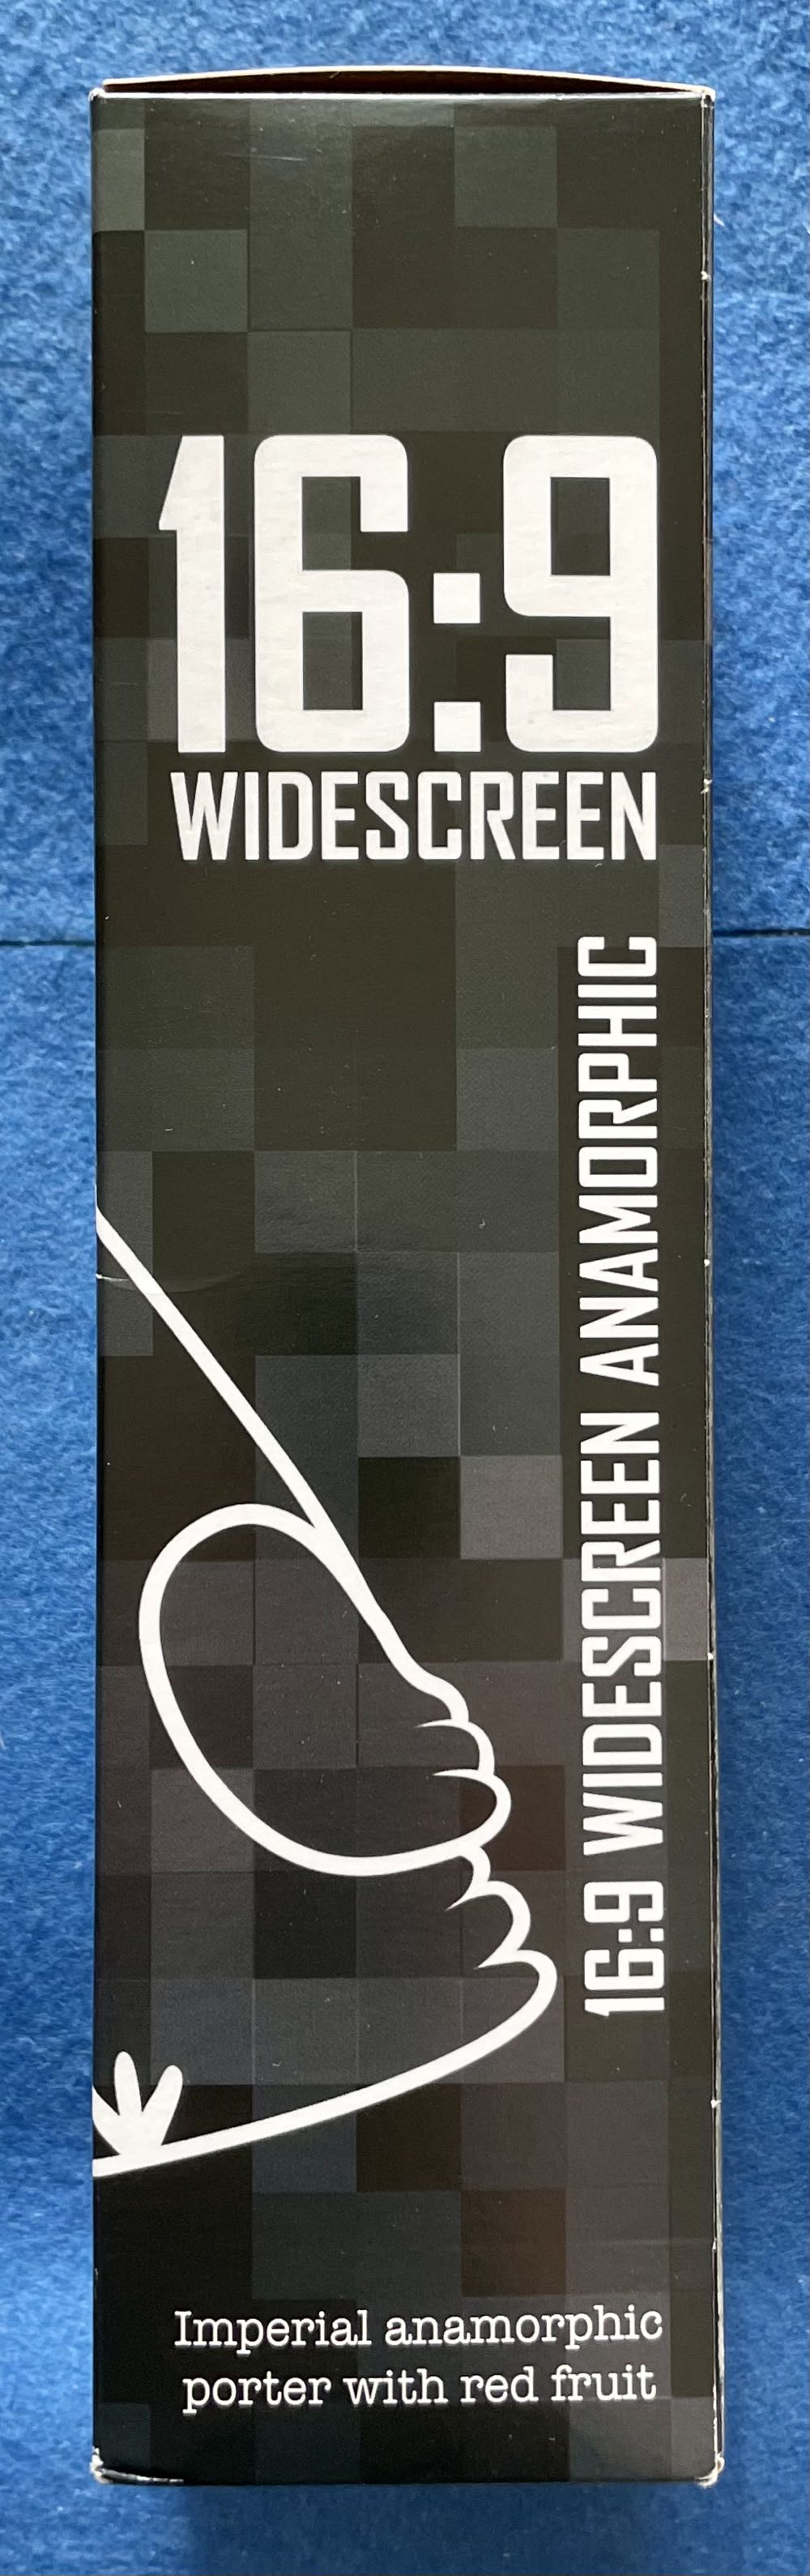 16:9
WIDESCREEN
16:9 WIDESCREEN ANAMORPHIC
Imperial anamorphic
porter with red fruit